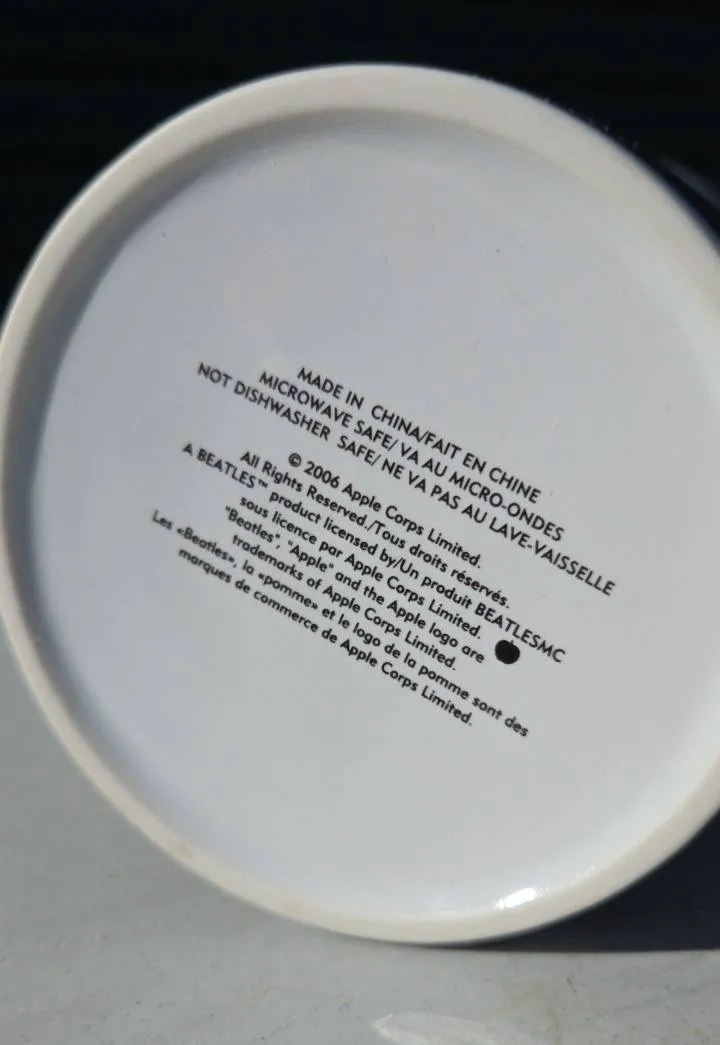 MADE IN CHINA/FAIT EN CHINE
MICROWAVE SAFE/ VA AU MICRO-ONDES
NOT DISHWASHER SAFE/ NE VA PAS AU LAVE-VAISSELLE
© 2006 Apple Corps Limited.
All Rights Reserved./Tous droits réservés.
A BEATLES™ product licensed by/Un produit BEATLESMC
sous licence par Apple Corps Limited.
"Beatles", "Apple" and the Apple logo are
trademarks of Apple Corps Limited.
Les «Beatles», la «pomme» et le logo de la pomme sont des
marques de commerce de Apple Corps Limited.